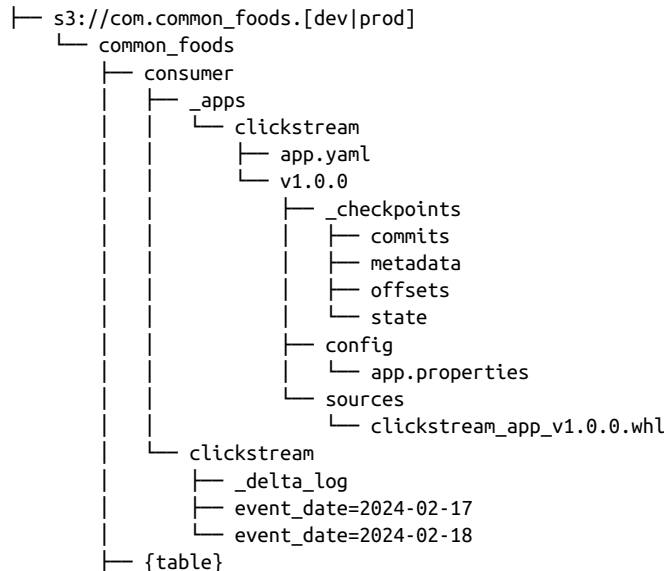 ├── s3://com.common_foods.[dev|prod]
    └── common_foods
        ├── consumer
        │   ├── _apps
        │   │   └── clickstream
        │   │       ├── app.yaml
        │   │       └── v1.0.0
        │   │           ├── _checkpoints
        │   │           │   ├── commits
        │   │           │   ├── metadata
        │   │           │   ├── offsets
        │   │           │   └── state
        │   │           ├── config
        │   │           │   └── app.properties
        │   │           └── sources
        │   │               └── clickstream_app_v1.0.0.whl
        │   └── clickstream
        │       ├── _delta_log
        │       ├── event_date=2024-02-17
        │       └── event_date=2024-02-18
        ├── {table}